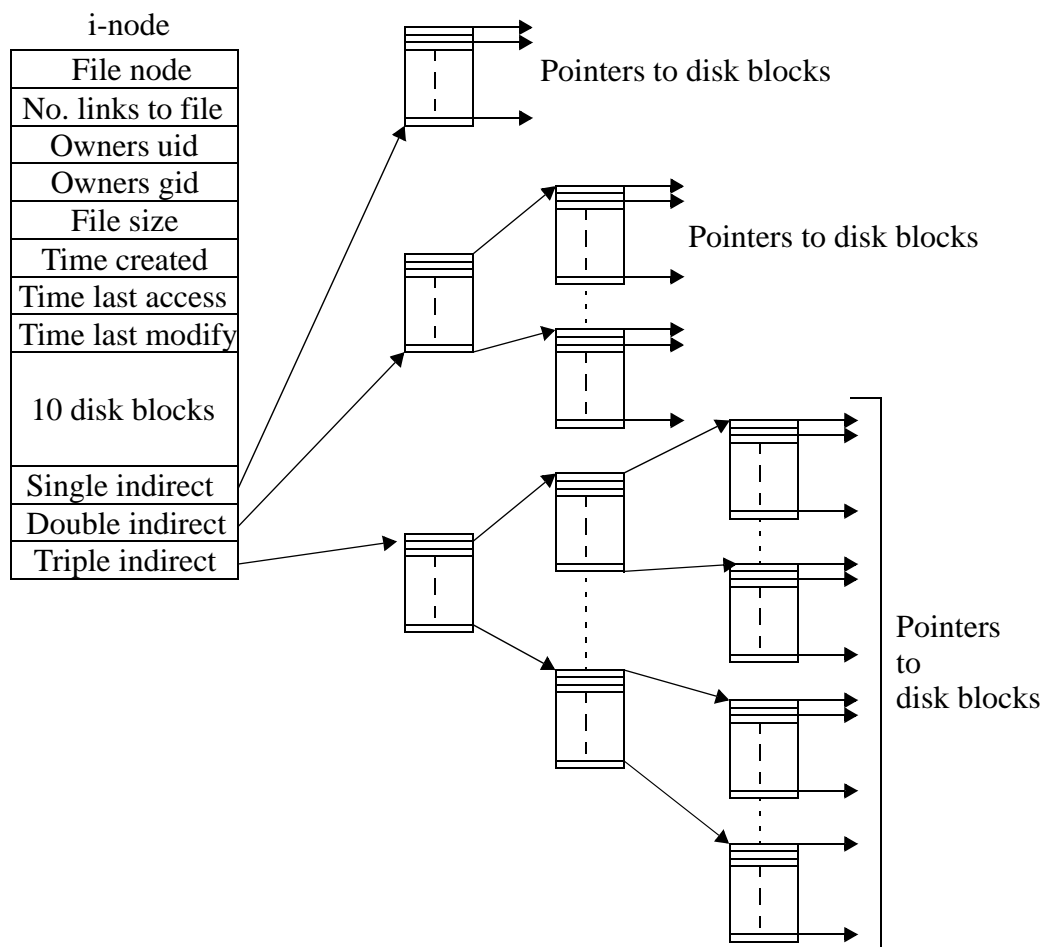 i-node
File node
No. links to file
Owners uid
Owners gid
File size
Time created
Time last access
Time last modify
10 disk blocks
Single indirect
Double indirect
Triple indirect
Pointers to disk blocks
Pointers to disk blocks
Pointers
to
disk blocks